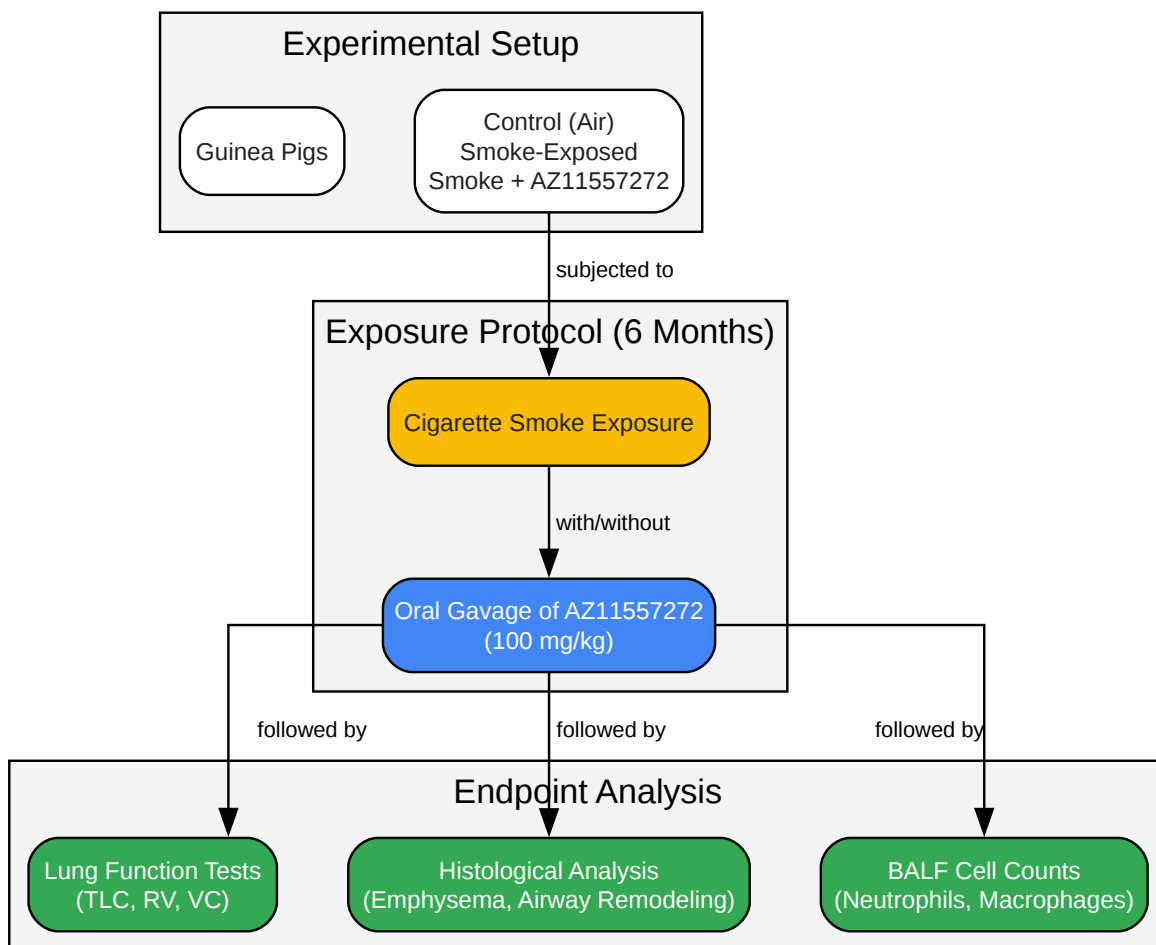 Experimental Setup
Guinea Pigs
Control (Air)
Smoke-Exposed
Smoke + AZ11557272
subjected to
Exposure Protocol (6 Months)
Cigarette Smoke Exposure
with/without
Oral Gavage of AZ11557272
(100 mg/kg)
followed by
followed by
followed by
Endpoint Analysis
Lung Function Tests
(TLC, RV, VC)
Histological Analysis
(Emphysema, Airway Remodeling)
BALF Cell Counts
(Neutrophils, Macrophages)